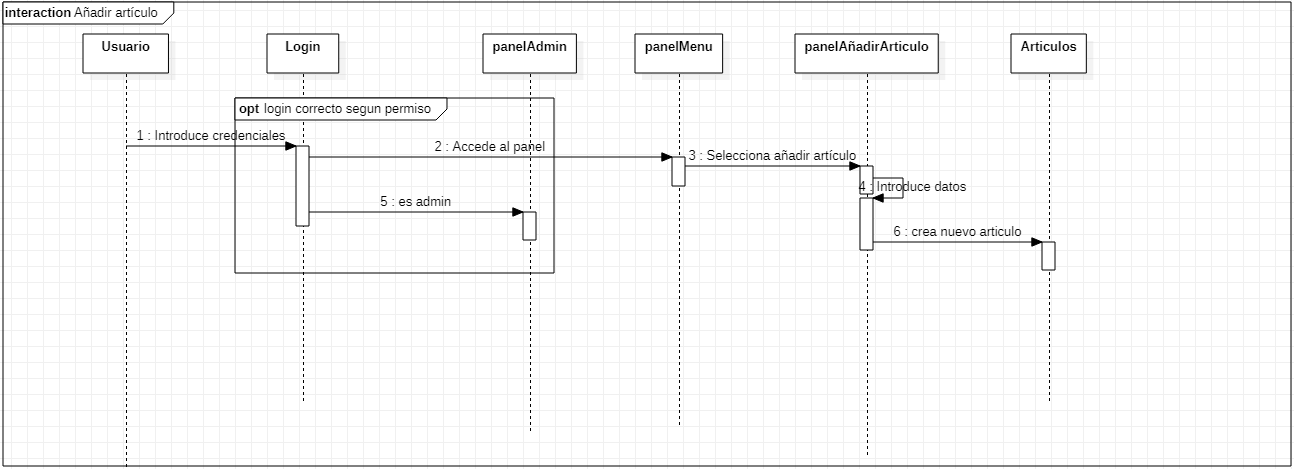 interaction Añadir artículo
Usuario
Login
panelAdmin
panelMenu
panelAñadirArticulo
Articulos
opt login correcto segun permiso
1 : Introduce credenciales
2 : Accede al panel
3 : Selecciona añadir artículo
4 : Introduce datos
5 : es admin
6 : crea nuevo articulo